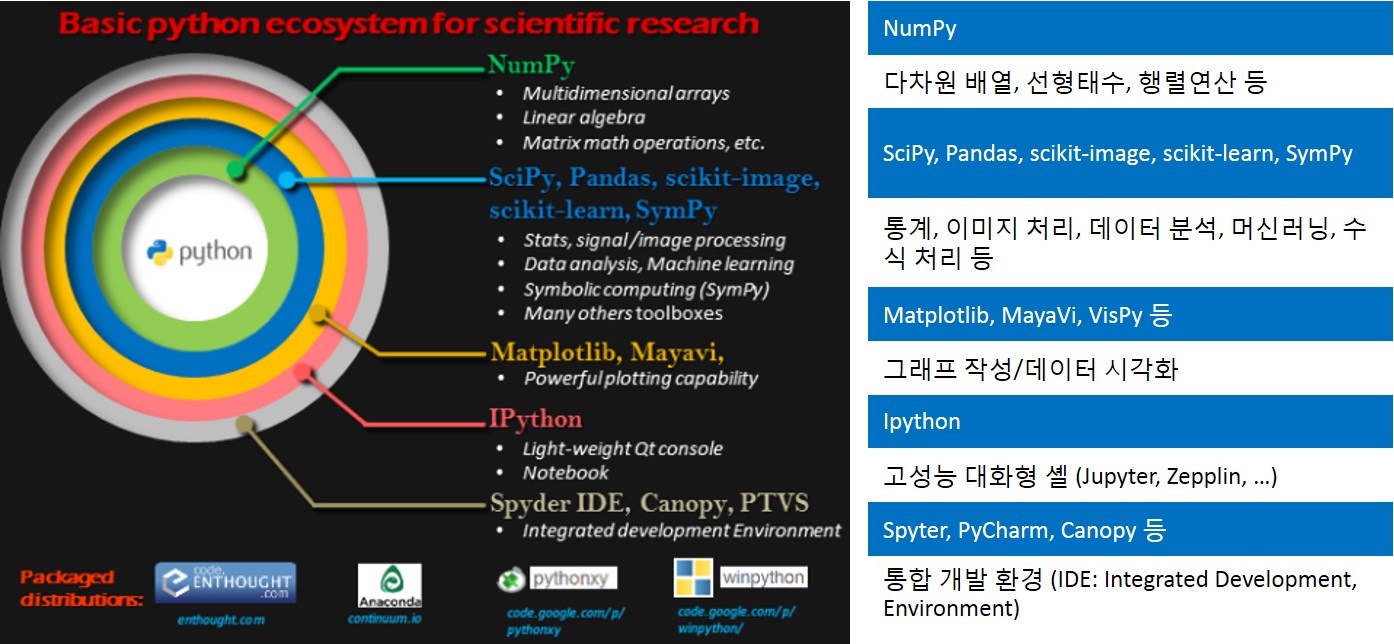 Basic python ecosystem for scientific research
python
NumPy
• Multidimensional arrays
• Linear algebra
• Matrix math operations, etc.
SciPy, Pandas, scikit-image,
scikit-learn, SymPy
• Stats, signal/image processing
• Data analysis, Machine learning
• Symbolic computing (SymPy)
• Many others toolboxes
Matplotlib, Mayavi,
• Powerful plotting capability
IPython
• Light-weight Qt console
• Notebook
Spyder IDE, Canopy, PTVS
• Integrated development Environment
Packaged
distributions:
code.
ENTHOUGHT
.com
enthought.com
Anaconda
continuum.io
pythonxy
code.google.com/p/
pythonxy
winpython
code.google.com/p/
winpython/
NumPy
다차원 배열, 선형태수, 행렬연산 등
SciPy, Pandas, scikit-image, scikit-learn, SymPy
통계, 이미지 처리, 데이터 분석, 머신러닝, 수
식 처리 등
Matplotlib, MayaVi, VisPy 등
그래프 작성/데이터 시각화
Ipython
고성능 대화형 셸 (Jupyter, Zepplin, ...)
Spyter, PyCharm, Canopy 등
통합 개발 환경 (IDE: Integrated Development,
Environment)